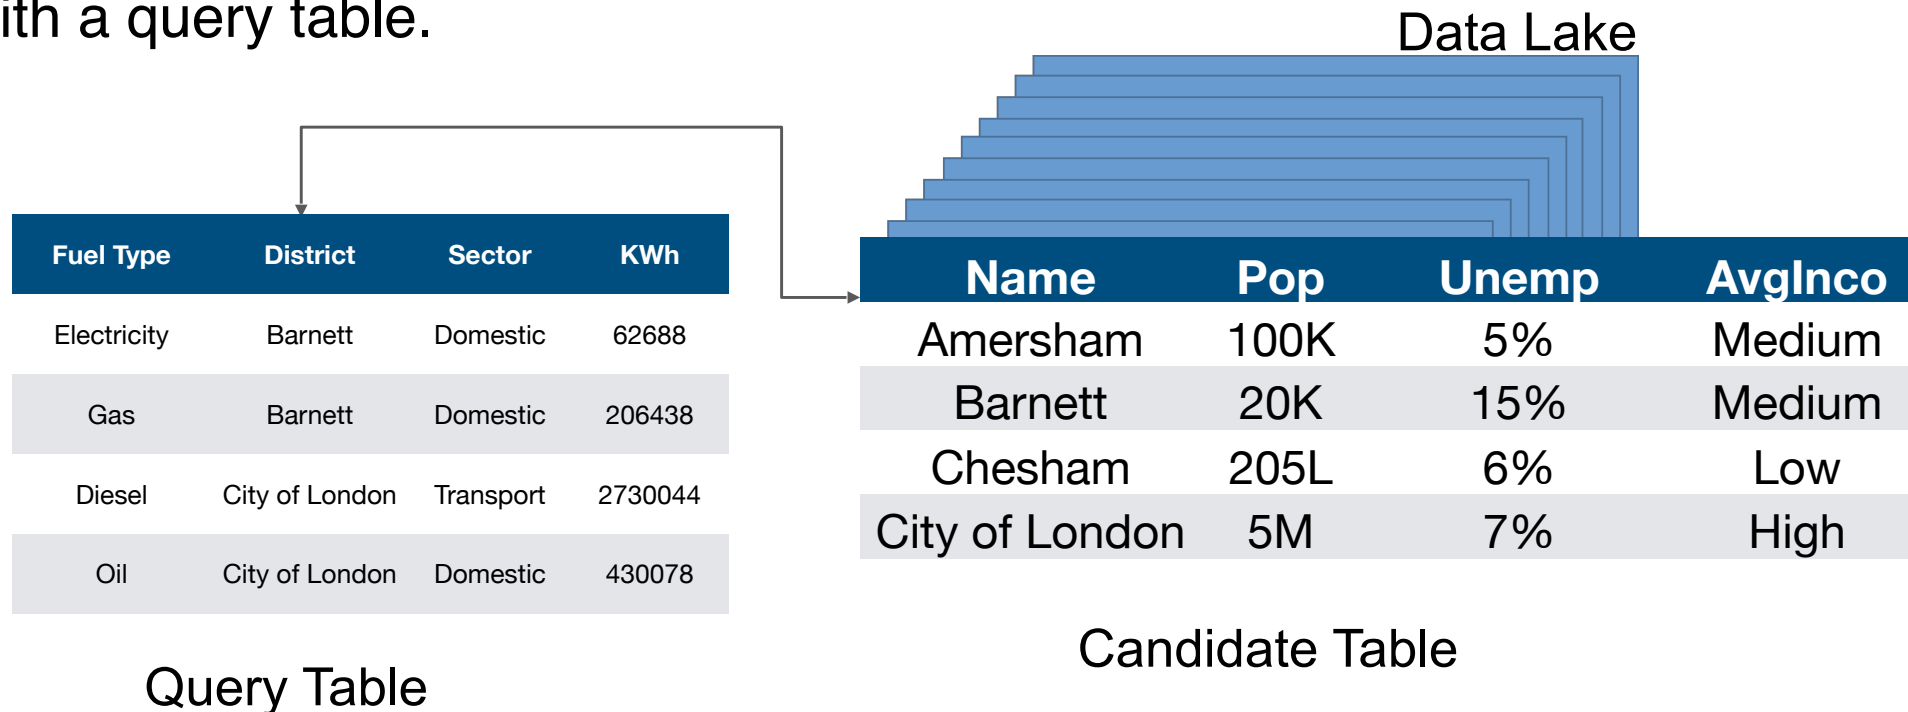 ith a query table.
Data Lake
Fuel Type District Sector KWh
Electricity Barnett Domestic 62688
Gas Barnett Domestic 206438
Diesel City of London Transport 2730044
Oil City of London Domestic 430078
Query Table
Name Pop Unemp AvgInco
Amersham 100K 5% Medium
Barnett 20K 15% Medium
Chesham 205L 6% Low
City of London 5M 7% High
Candidate Table